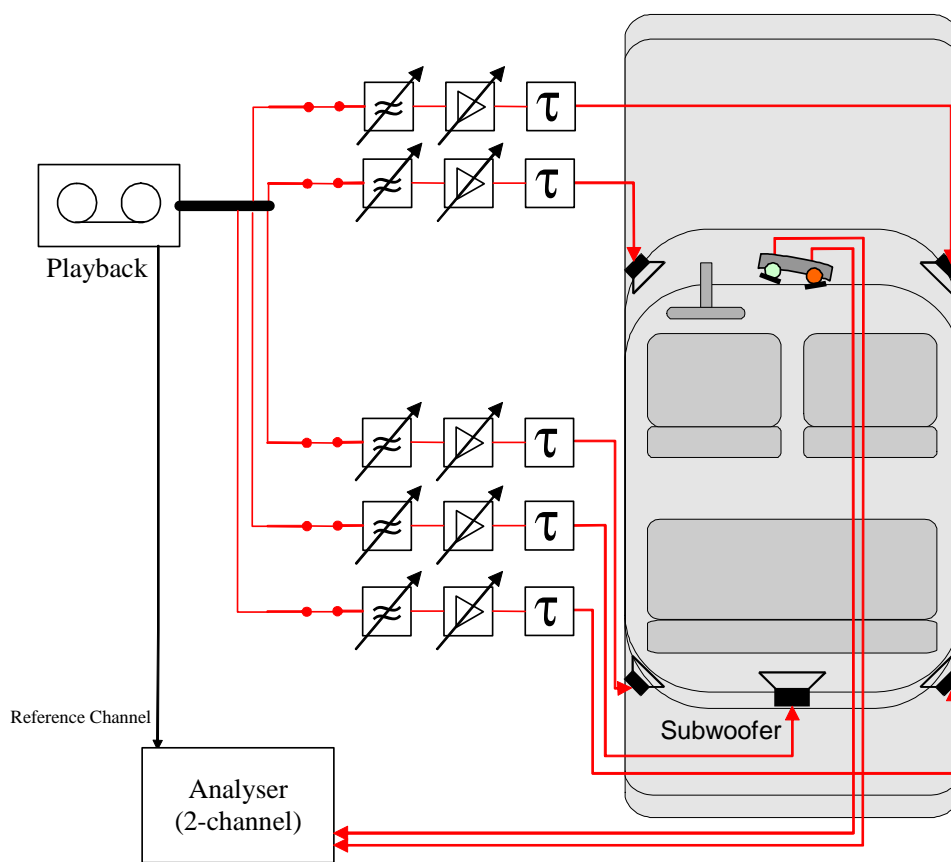 τ
τ
Playback
τ
τ
τ
Reference Channel
Subwoofer
Analyser
(2-channel)